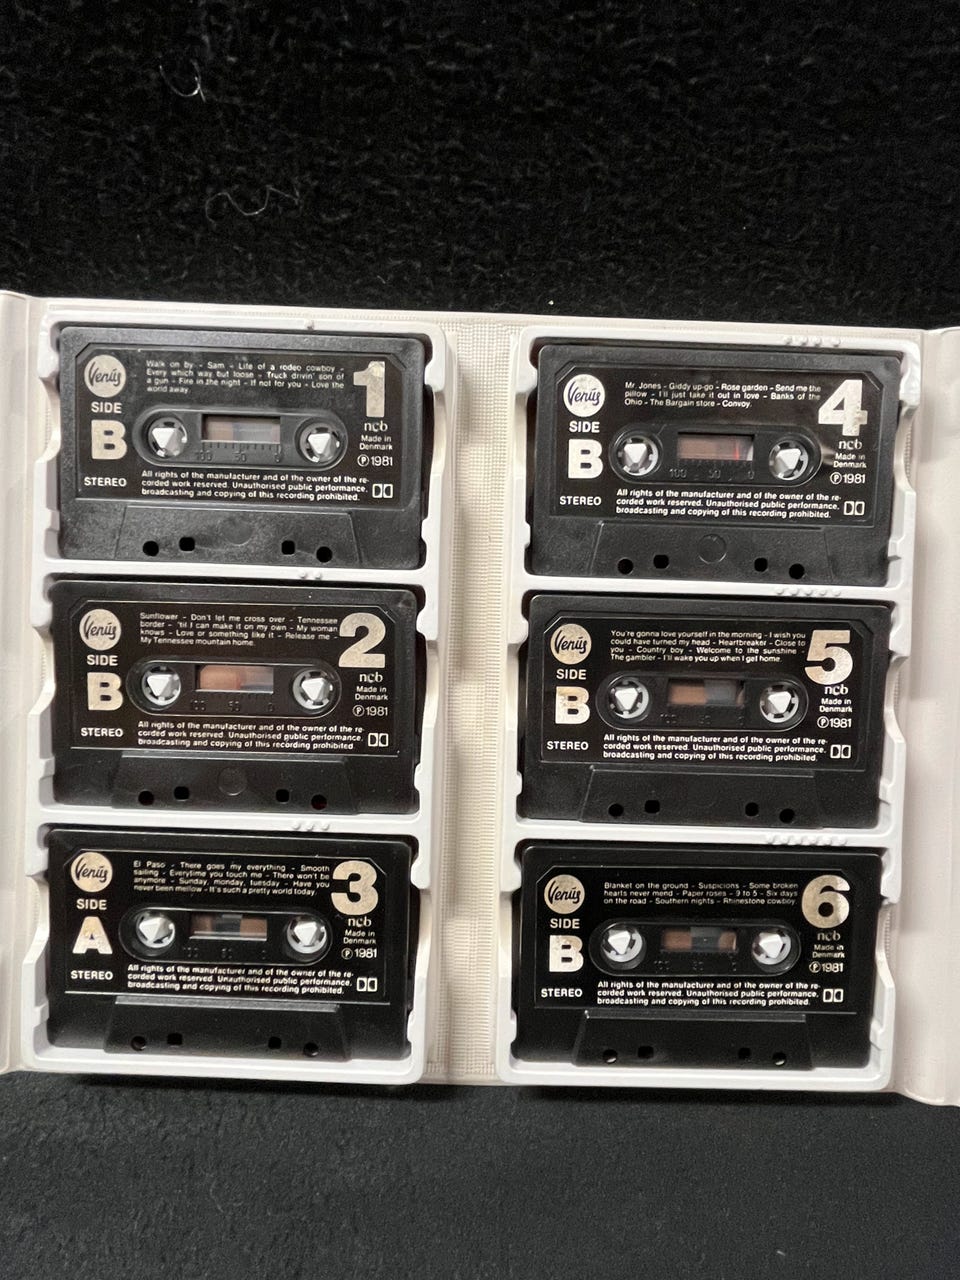 Venüs
Walk on by - Sam - Life of a rodeo cowboy -
Every which way but loose - Truck drivin' son of
a gun - Fire in the night - If not for you - Love the
world away.
1
SIDE
B
STEREO
ncb
Made in
Denmark
Ⓟ 1981
All rights of the manufacturer and of the owner of the re-
corded work reserved. Unauthorised public performance,
broadcasting and copying of this recording prohibited.
100 50 0
Venüs
Sunflower - Don't let me cross over - Tennessee
border - 'til I can make it on my own - My woman
knows - Love or something like it - Release me -
My Tennessee mountain home.
2
SIDE
B
STEREO
ncb
Made in
Denmark
Ⓟ 1981
All rights of the manufacturer and of the owner of the re-
corded work reserved. Unauthorised public performance,
broadcasting and copying of this recording prohibited.
100 50 0
Venüs
El Paso - There goes my everything - Smooth
sailing - Everytime you touch me - There won't be
anymore - Sunday, monday, tuesday - Have you
never been mellow - It's such a pretty world today.
3
SIDE
A
STEREO
ncb
Made in
Denmark
Ⓟ 1981
All rights of the manufacturer and of the owner of the re-
corded work reserved. Unauthorised public performance,
broadcasting and copying of this recording prohibited.
Venüs
Mr. Jones - Giddy up-go - Rose garden - Send me the
pillow - I'll just take it out in love - Banks of the
Ohio - The Bargain store - Convoy.
4
SIDE
B
STEREO
ncb
Made in
Denmark
Ⓟ 1981
All rights of the manufacturer and of the owner of the re-
corded work reserved. Unauthorised public performance,
broadcasting and copying of this recording prohibited.
100 50 0
Venüs
You're gonna love yourself in the morning - I wish you
could have turned my head - Heartbreaker - Close to
you - Country boy - Welcome to the sunshine -
The gambler - I'll wake you up when I get home.
5
SIDE
B
STEREO
ncb
Made in
Denmark
Ⓟ 1981
All rights of the manufacturer and of the owner of the re-
corded work reserved. Unauthorised public performance,
broadcasting and copying of this recording prohibited.
100 50 0
Venüs
Blanket on the ground - Suspicions - Some broken
hearts never mend - Paper roses - 9 to 5 - Six days
on the road - Southern nights - Rhinestone cowboy.
6
SIDE
B
STEREO
ncb
Made in
Denmark
Ⓟ 1981
All rights of the manufacturer and of the owner of the re-
corded work reserved. Unauthorised public performance,
broadcasting and copying of this recording prohibited.